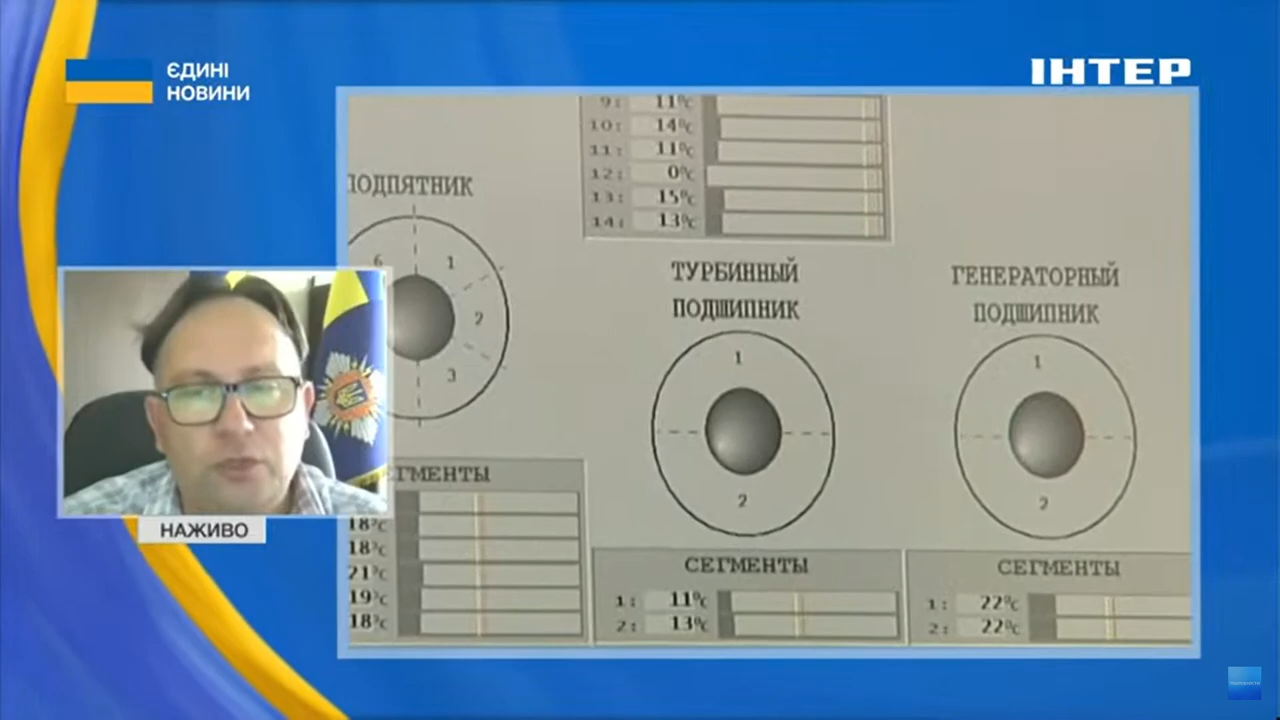 ЄДИНІ
НОВИНИ
ІНТЕР
9: 11°C
10: 14°C
11: 11°C
12: 0°C
13: 15°C
14: 13°C
ПОДПЯТНИК
6
1
2
3
ТУРБИННЫЙ
ПОДШИПНИК
1
2
ГЕНЕРАТОРНЫЙ
ПОДШИПНИК
1
2
ЕГМЕНТЫ
18°C
18°C
21°C
19°C
18°C
СЕГМЕНТЫ
1: 11°C
2: 13°C
СЕГМЕНТЫ
1: 22°C
2: 22°C
НАЖИВО